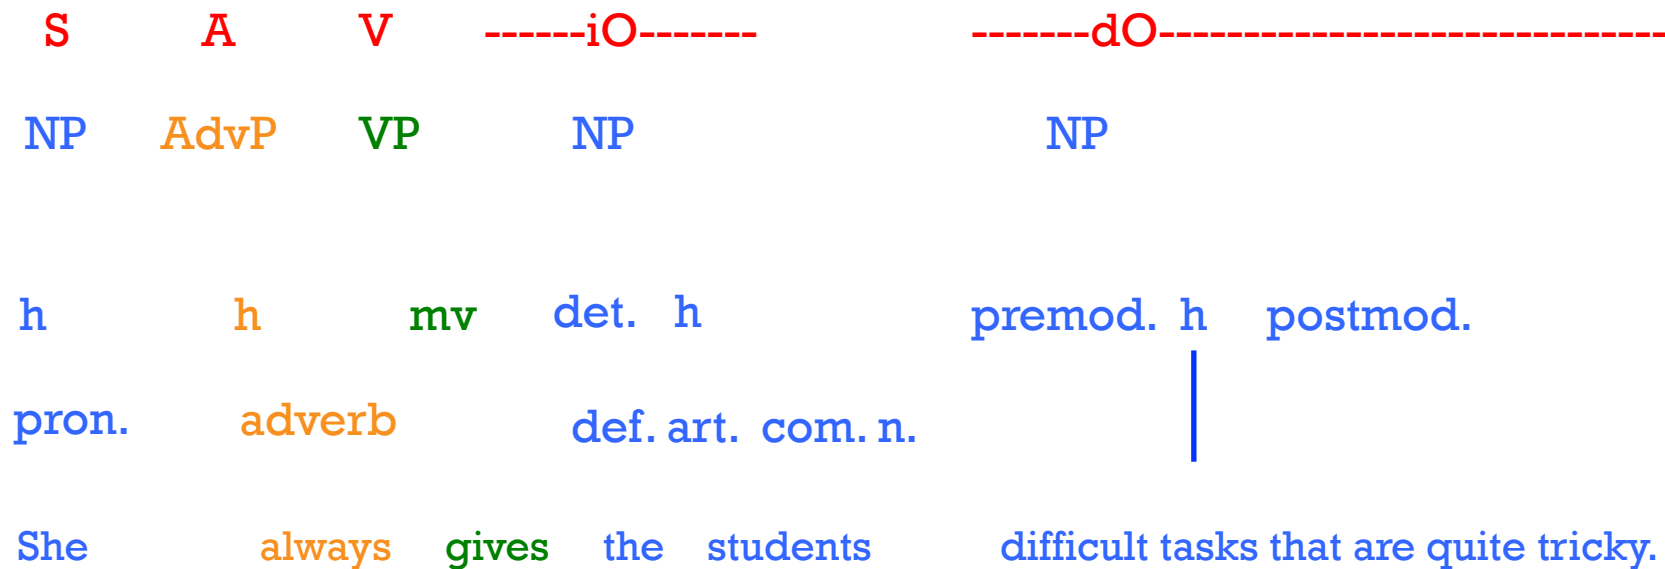 S A V ------iO------- -------dO------------------------------
NP AdvP VP NP NP
h h mv det. h premod. h postmod.
pron. adverb def. art. com. n.
She always gives the students difficult tasks that are quite tricky.